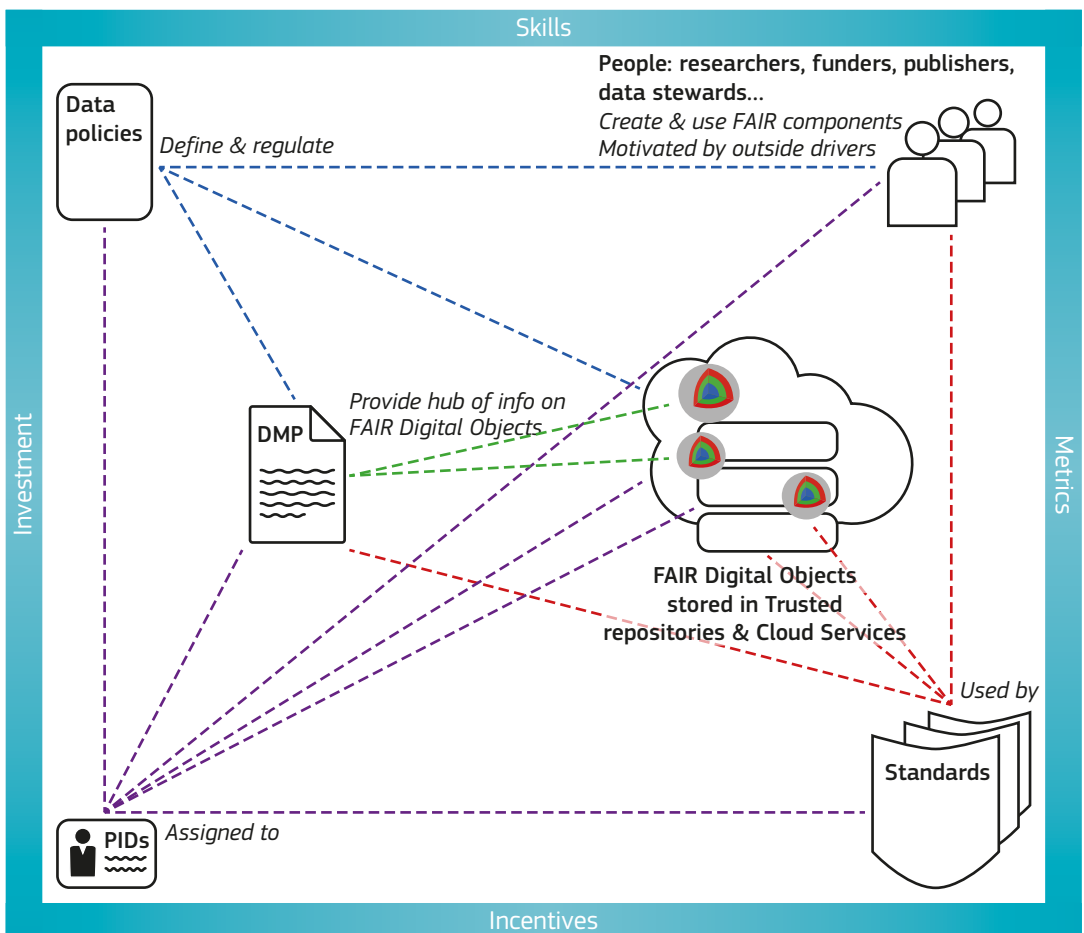 Skills
People: researchers, funders, publishers,
data stewards...
Create & use FAIR components
Motivated by outside drivers
Data
policies
Define & regulate
Investment
Metrics
Provide hub of info on
FAIR Digital Objects
DMP
FAIR Digital Objects
stored in Trusted
repositories & Cloud Services
Used by
Standards
PIDs
Assigned to
Incentives